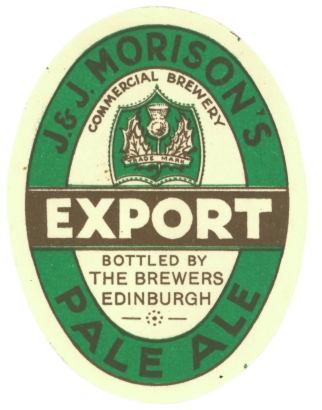 J. & J. MORISON'S
COMMERCIAL BREWERY
TRADE MARK
EXPORT
BOTTLED BY
THE BREWERS
EDINBURGH
PALE ALE